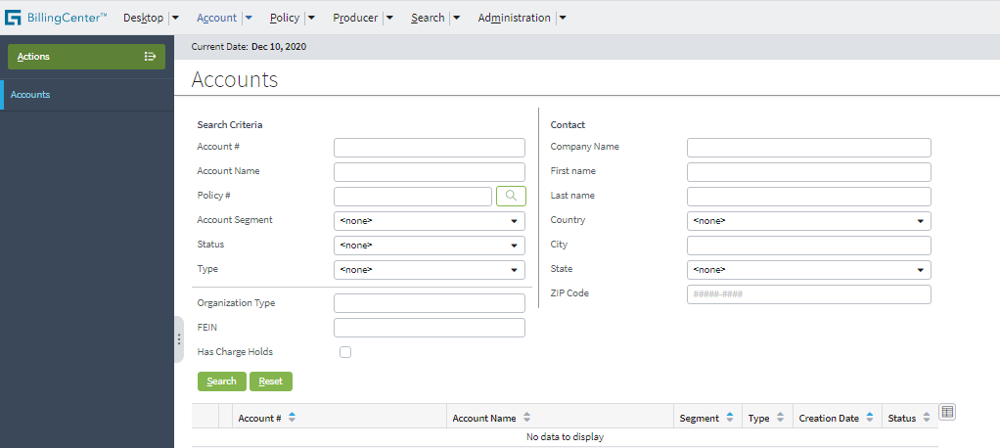 BillingCenter™ Desktop Account Policy Producer Search Administration
Current Date: Dec 10, 2020
Actions
Accounts
Accounts
Search Criteria
Account #
Account Name
Policy #
Account Segment <none>
Status <none>
Type <none>
Organization Type
FEIN
Has Charge Holds
Search Reset
Contact
Company Name
First name
Last name
Country <none>
City
State <none>
ZIP Code #####-####
Account # Account Name Segment Type Creation Date Status
No data to display